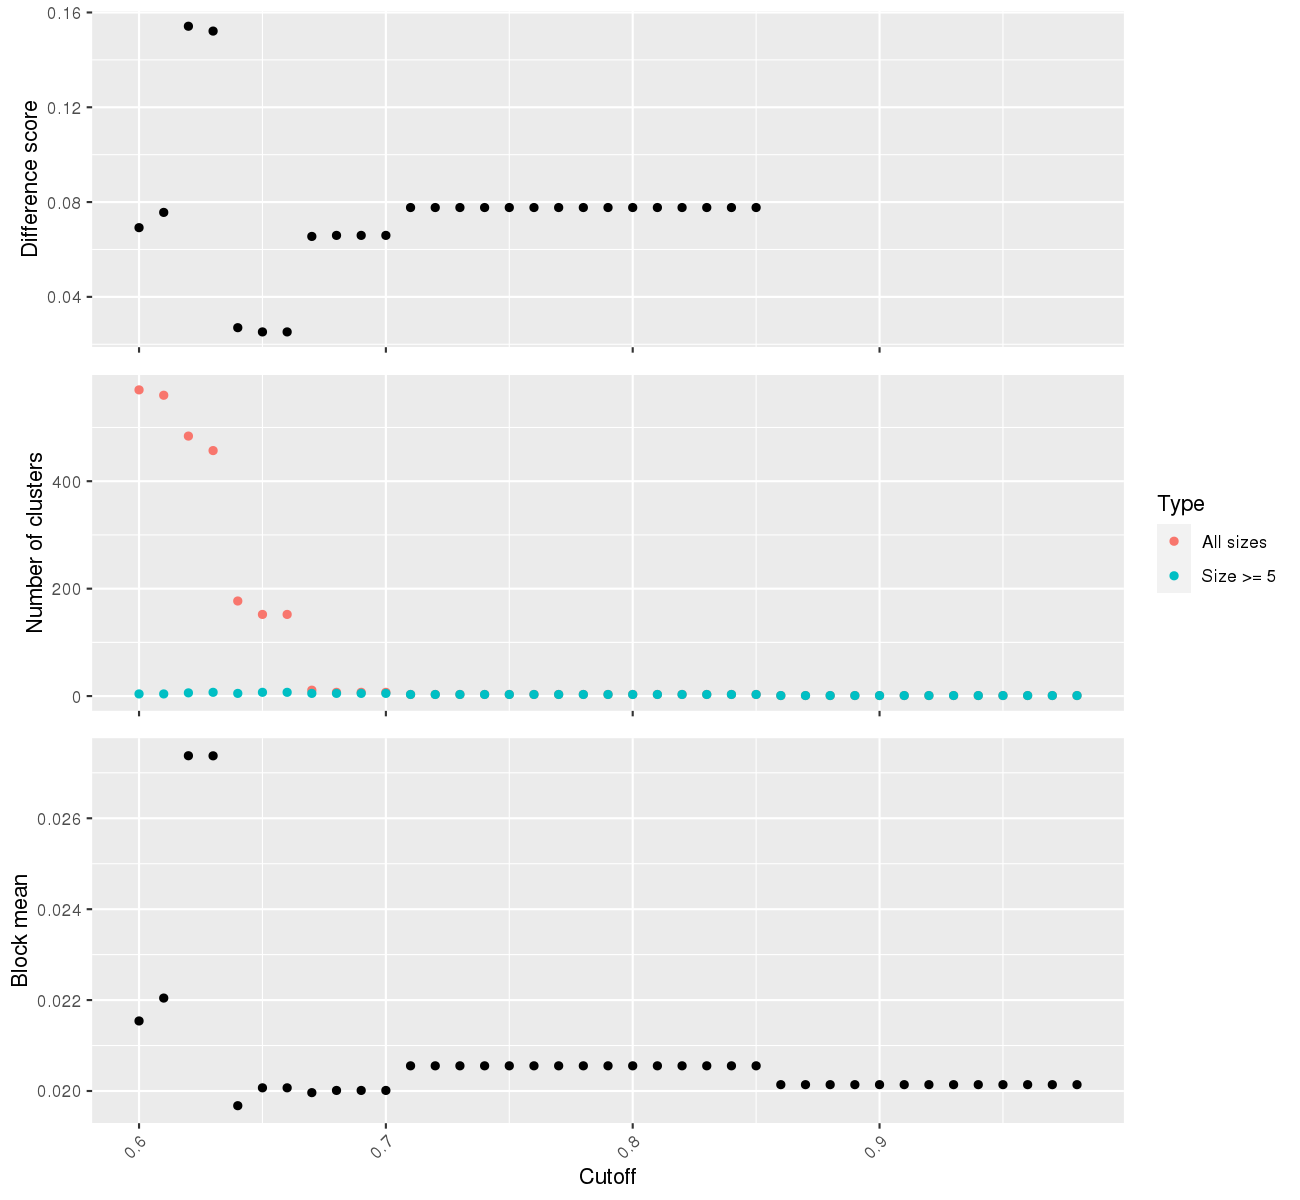 Difference score
0.16
0.12
0.08
0.04
Number of clusters
400
200
0
Type
All sizes
Size >= 5
Block mean
0.026
0.024
0.022
0.020
0.6
0.7
0.8
0.9
Cutoff